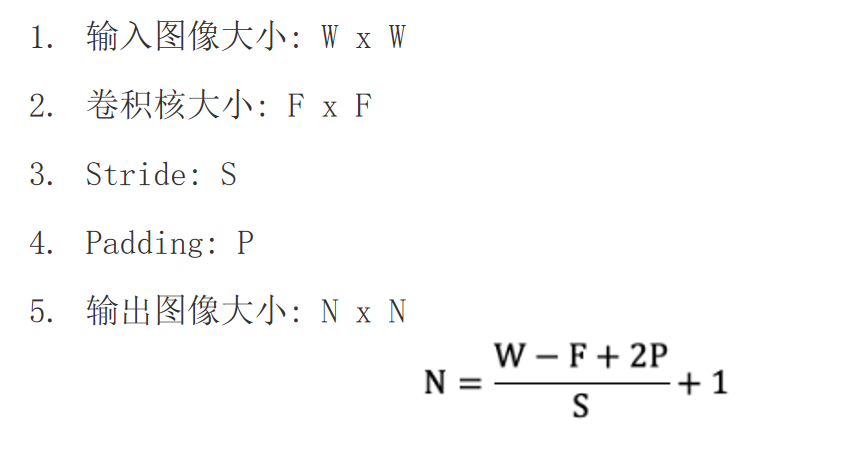 1. 输入图像大小: W x W
2. 卷积核大小: F x F
3. Stride: S
4. Padding: P
5. 输出图像大小: N x N
N = (W − F + 2P) / S + 1